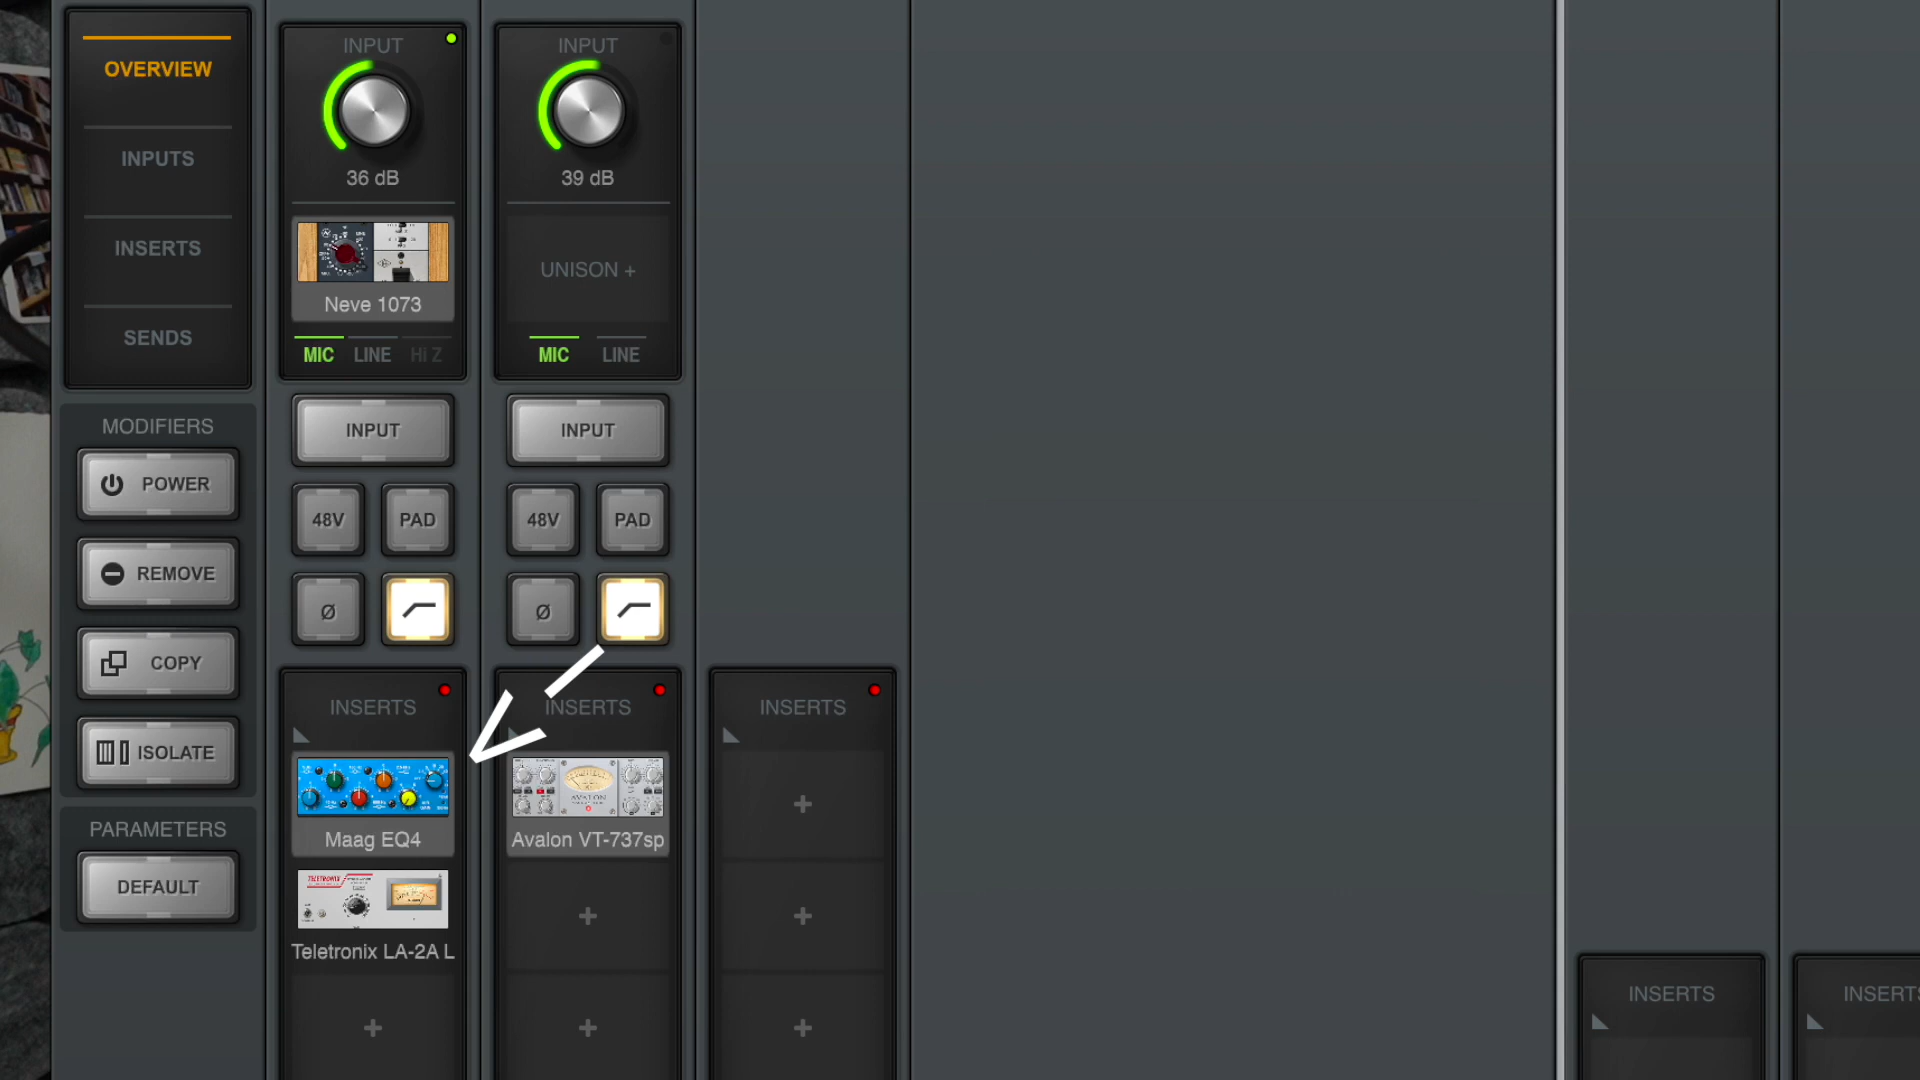 OVERVIEW
INPUTS
INSERTS
SENDS
MODIFIERS
POWER
REMOVE
COPY
ISOLATE
PARAMETERS
DEFAULT
INPUT
36 dB
Neve 1073
MIC LINE Hi Z
INPUT
48V PAD
Ø
INSERTS
Maag EQ4
TELETRONIX
Teletronix LA-2A L
+
INPUT
39 dB
UNISON +
MIC LINE
INPUT
48V PAD
Ø
INSERTS
AVALON
Avalon VT-737sp
+
+
INSERTS
+
+
+
INSERTS
INSERTS